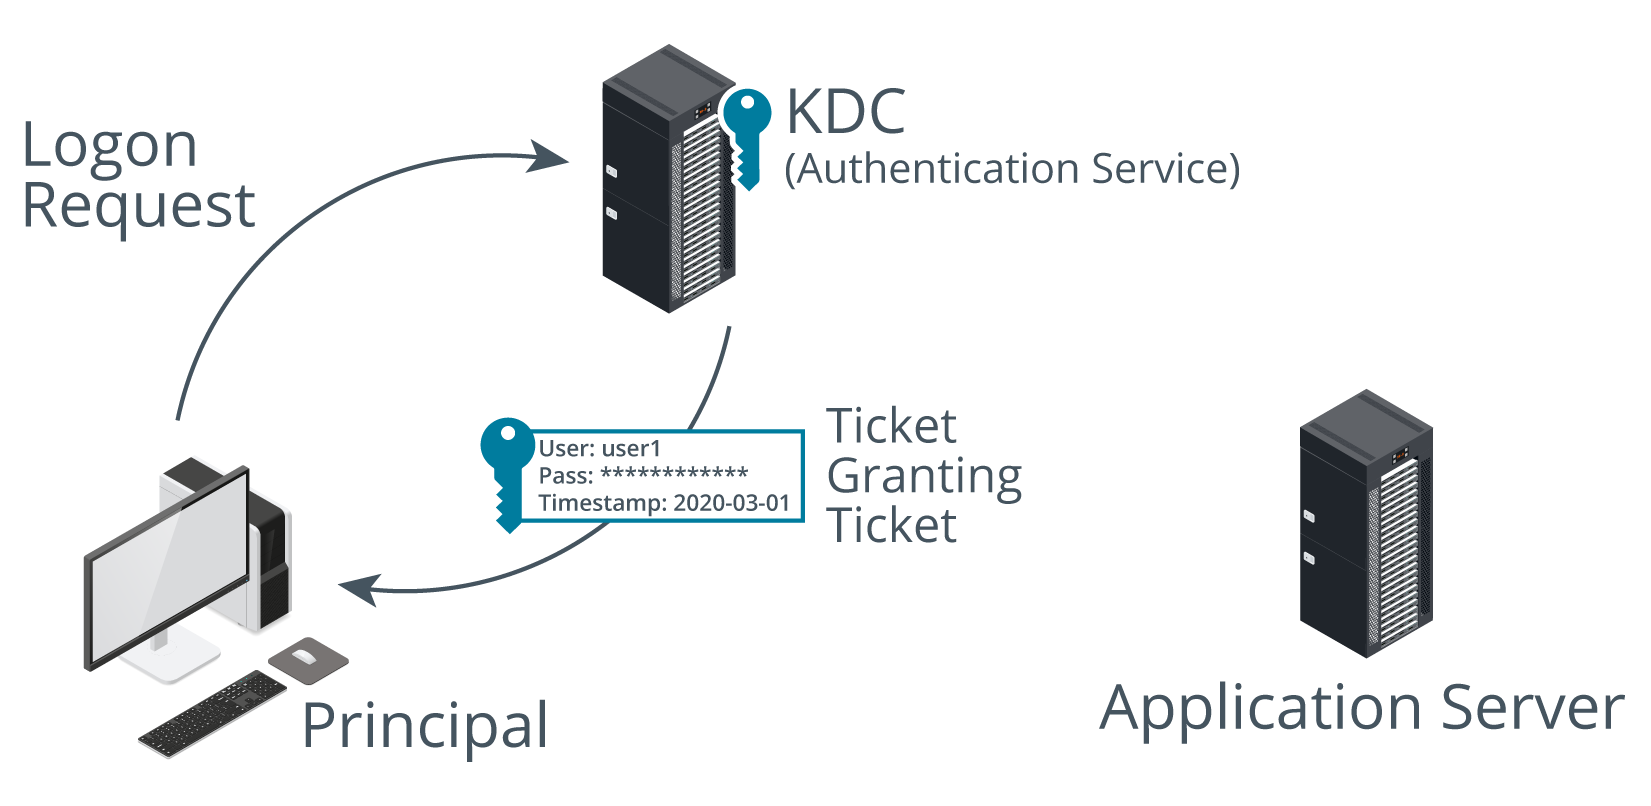 Logon
Request
KDC
(Authentication Service)
User: user1
Pass: ************
Timestamp: 2020-03-01
Ticket
Granting
Ticket
Principal
Application Server